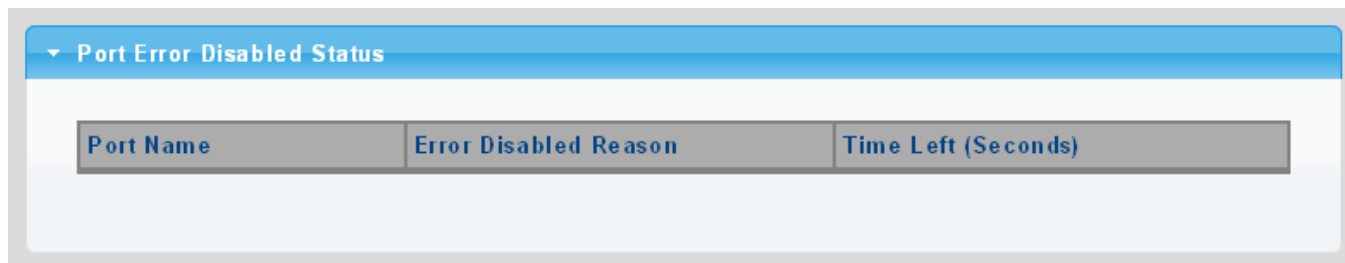 Port Error Disabled Status
Port Name Error Disabled Reason Time Left (Seconds)